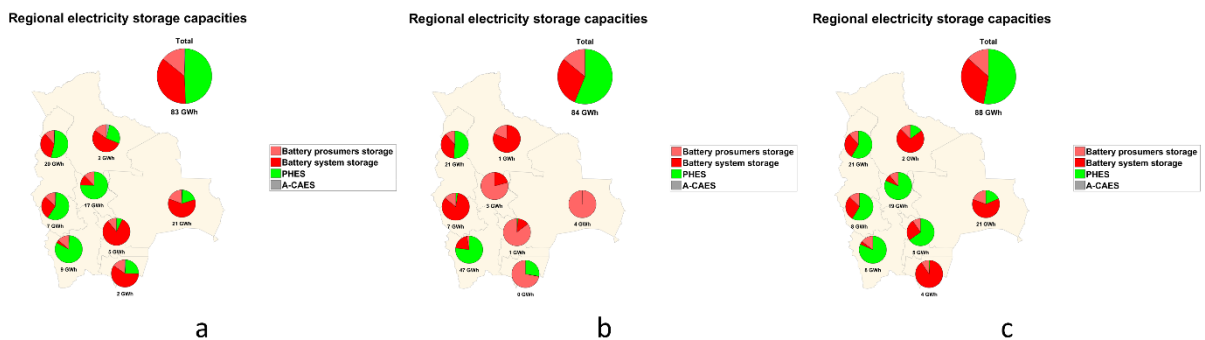 Regional electricity storage capacities
Total
83 GWh
20 GWh
3 GWh
17 GWh
7 GWh
21 GWh
5 GWh
9 GWh
2 GWh
Battery prosumers storage
Battery system storage
PHES
A-CAES
a
Regional electricity storage capacities
Total
84 GWh
21 GWh
1 GWh
3 GWh
7 GWh
4 GWh
1 GWh
47 GWh
0 GWh
Battery prosumers storage
Battery system storage
PHES
A-CAES
b
Regional electricity storage capacities
Total
88 GWh
21 GWh
2 GWh
19 GWh
8 GWh
21 GWh
5 GWh
8 GWh
4 GWh
Battery prosumers storage
Battery system storage
PHES
A-CAES
c